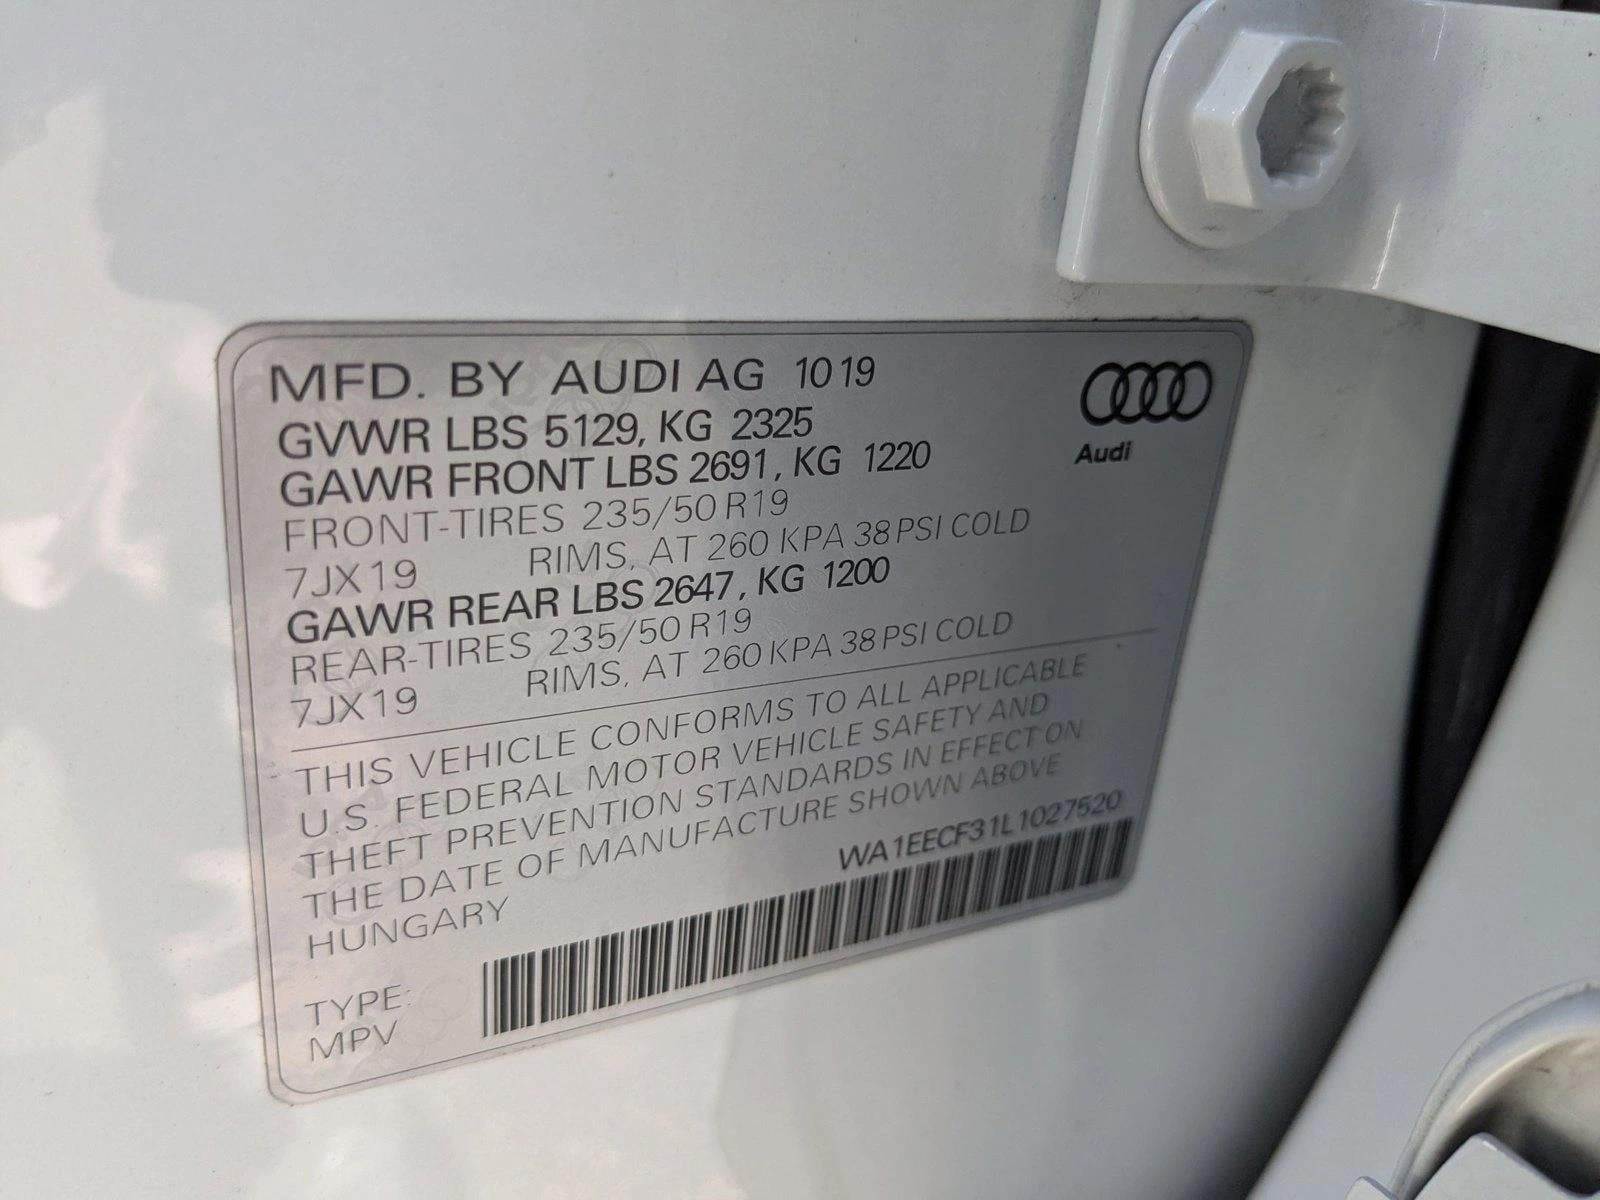 MFD. BY AUDI AG 10 19
GVWR LBS 5129, KG 2325
GAWR FRONT LBS 2691, KG 1220
FRONT-TIRES 235/50 R19
7JX19 RIMS, AT 260 KPA 38 PSI COLD
GAWR REAR LBS 2647, KG 1200
REAR-TIRES 235/50 R19
7JX19 RIMS, AT 260 KPA 38 PSI COLD
Audi
THIS VEHICLE CONFORMS TO ALL APPLICABLE
U.S. FEDERAL MOTOR VEHICLE SAFETY AND
THEFT PREVENTION STANDARDS IN EFFECT ON
THE DATE OF MANUFACTURE SHOWN ABOVE
HUNGARY
WA1EECF31L1027520
TYPE:
MPV